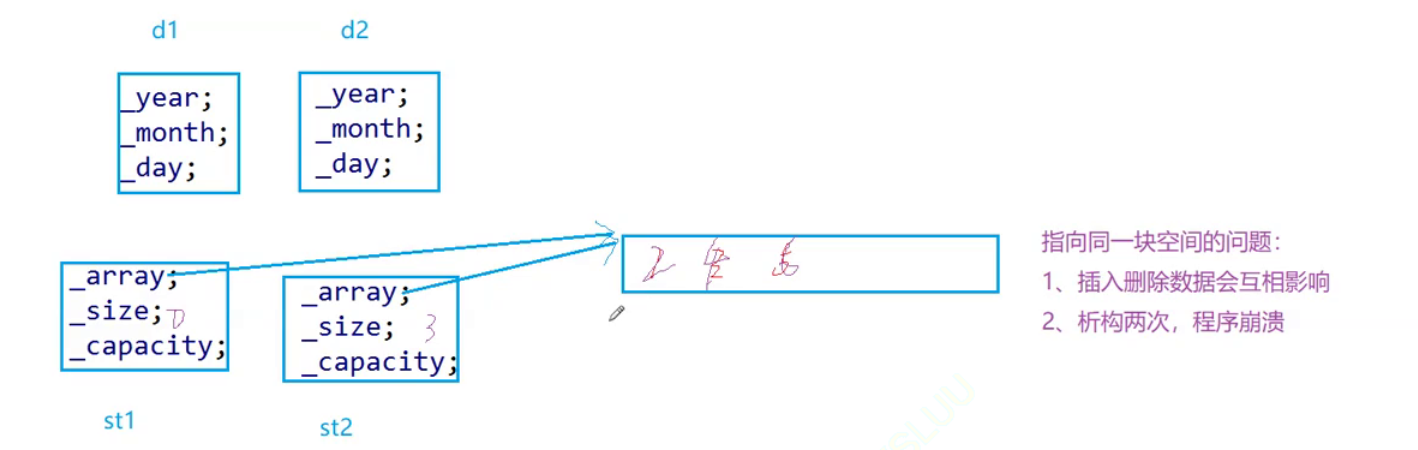 d1
d2
_year;
_month;
_day;
_year;
_month;
_day;
_array;
_size;
_capacity;
st1
_array;
_size; 3
_capacity;
st2
2
指向同一块空间的问题：
1、插入删除数据会互相影响
2、析构两次，程序崩溃